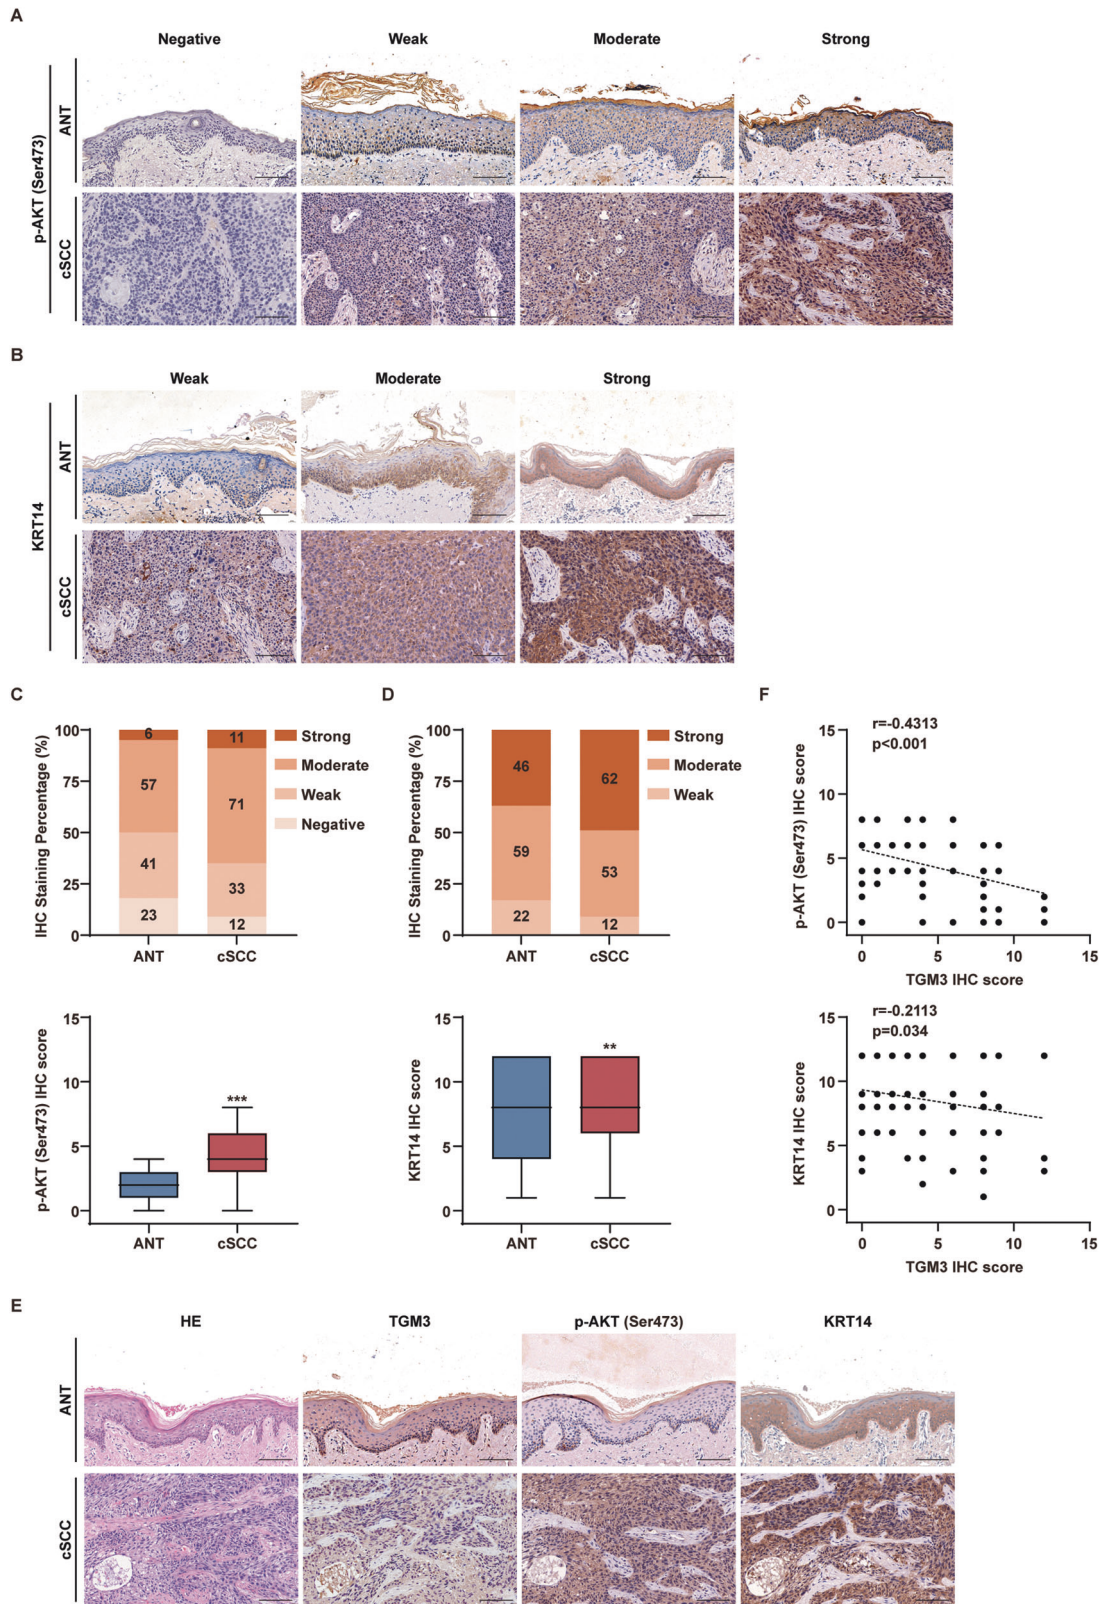 A
Negative
Weak
Moderate
Strong
p-AKT (Ser473)
ANT
cSCC
B
Weak
Moderate
Strong
KRT14
ANT
cSCC
C
IHC Staining Percentage (%)
100
75
50
25
0
6
57
41
23
11
71
33
12
ANT
cSCC
Strong
Moderate
Weak
Negative
p-AKT (Ser473) IHC score
15
10
5
0
***
ANT
cSCC
D
IHC Staining Percentage (%)
100
75
50
25
0
46
59
22
62
53
12
ANT
cSCC
Strong
Moderate
Weak
KRT14 IHC score
15
10
5
0
**
ANT
cSCC
F
r=-0.4313
p<0.001
p-AKT (Ser473) IHC score
15
10
5
0
0
5
10
15
TGM3 IHC score
r=-0.2113
p=0.034
KRT14 IHC score
15
10
5
0
0
5
10
15
TGM3 IHC score
E
HE
TGM3
p-AKT (Ser473)
KRT14
ANT
cSCC